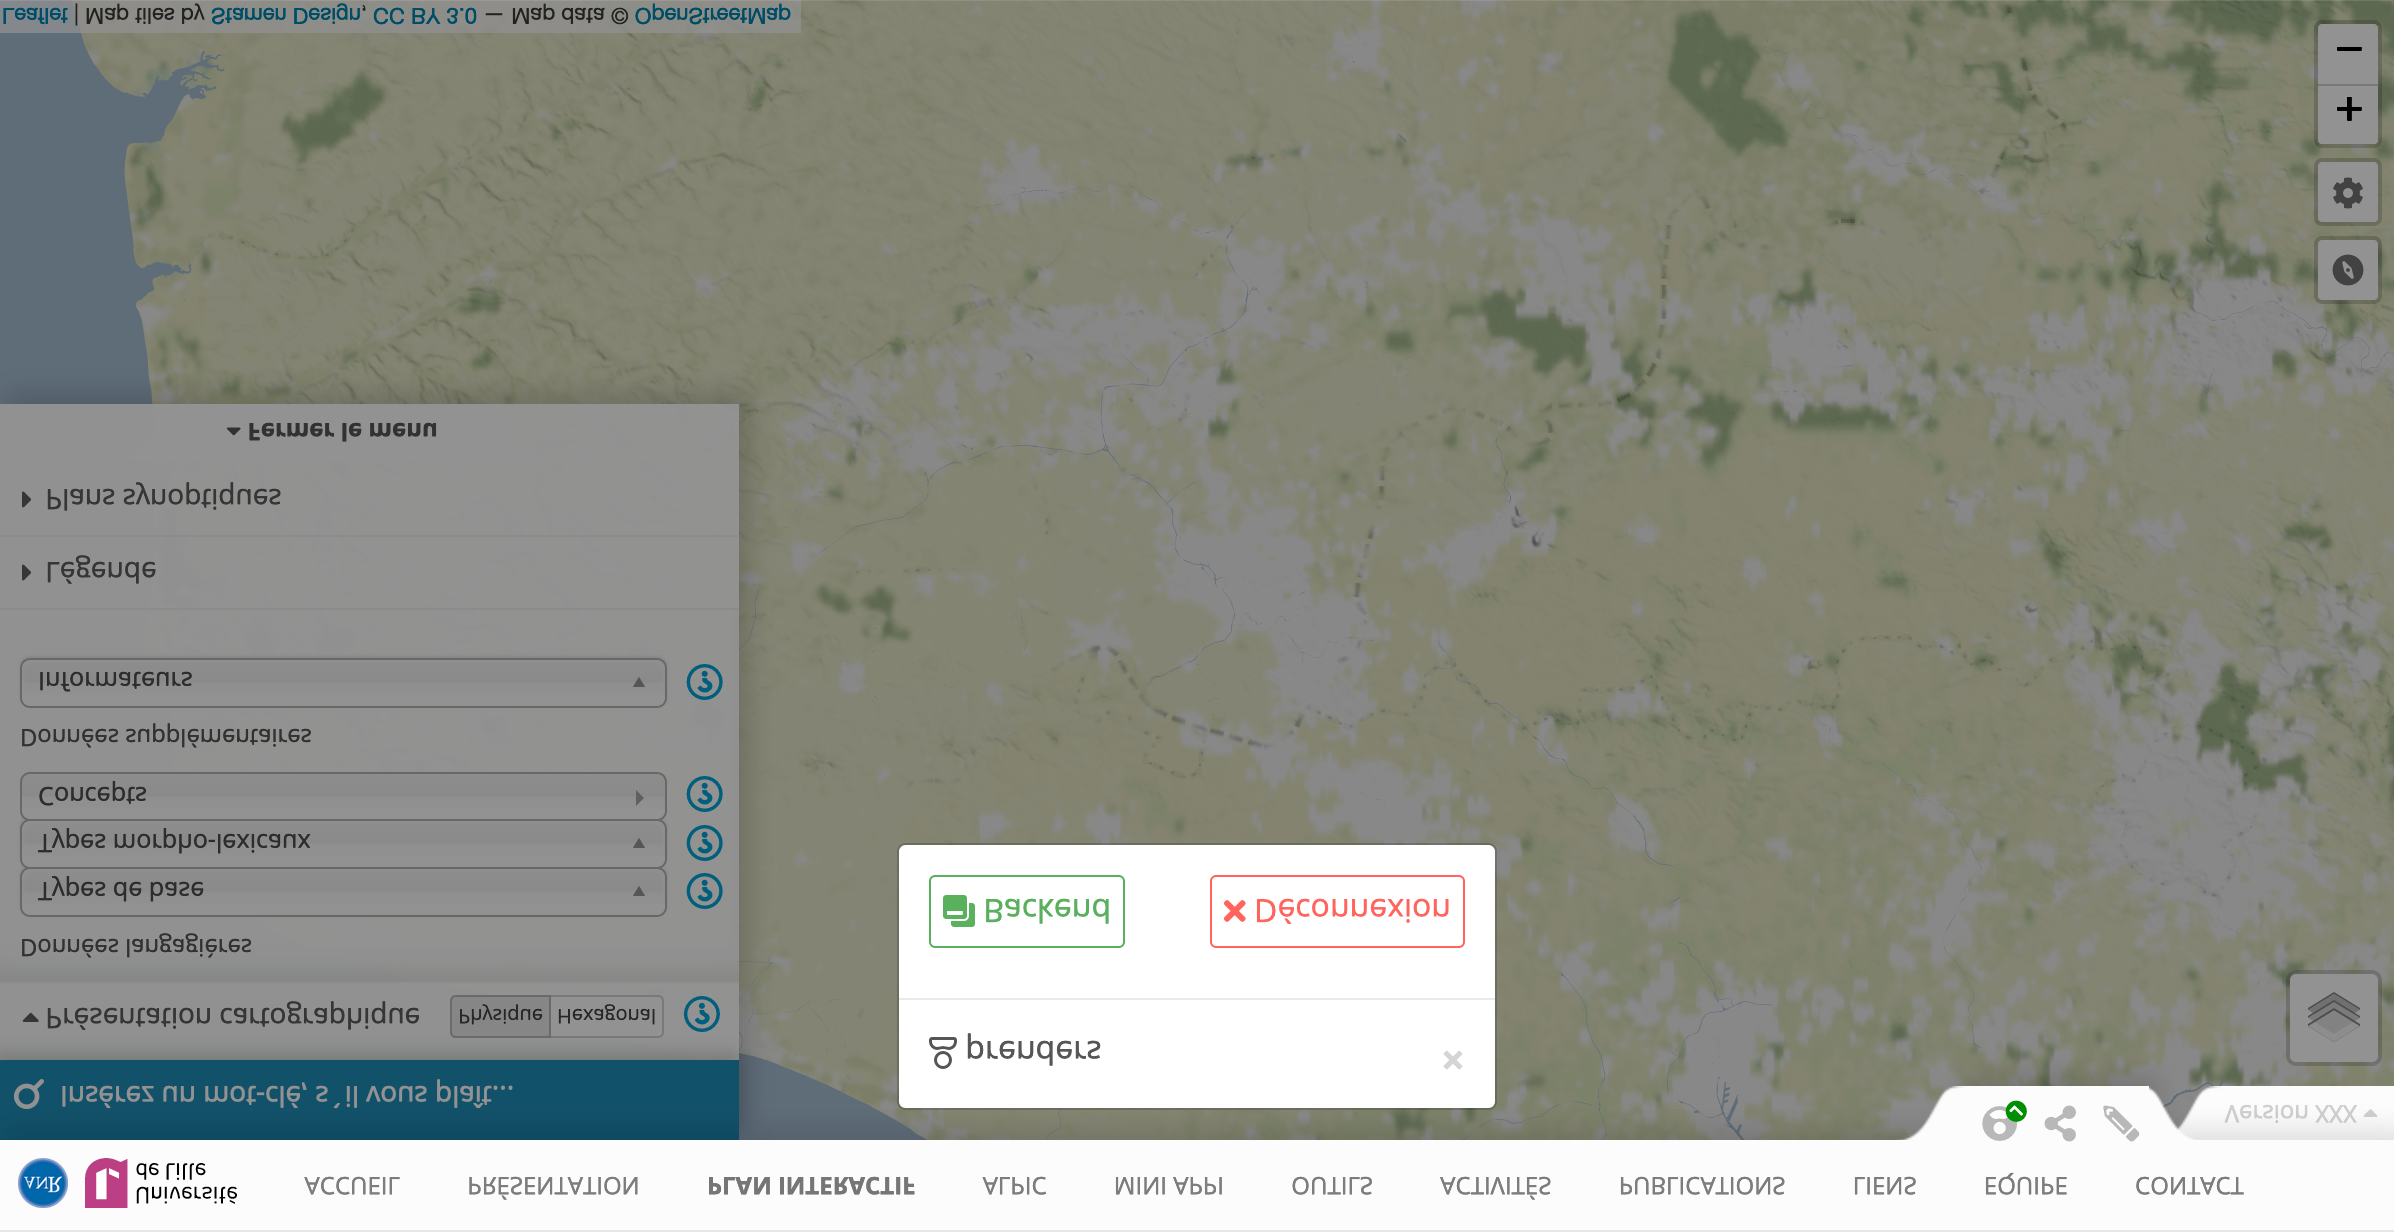 ANR
Université
de Lille
ACCUEIL
PRÉSENTATION
PLAN INTERACTIF
ALPIC
MINI APPI
OUTILS
ACTIVITÉS
PUBLICATIONS
LIENS
EQUIPE
CONTACT
Version XXX
Insérez un mot-clé, s`il vous plaît...
Présentation cartographique
Physique
Hexagonal
Données langagières
Types de base
Types morpho-lexicaux
Concepts
Données supplémentaires
Informateurs
Légende
Plans synoptiques
Fermer le menu
prenders
Backend
Déconnexion
Leaflet | Map tiles by Stamen Design, CC BY 3.0 — Map data © OpenStreetMap